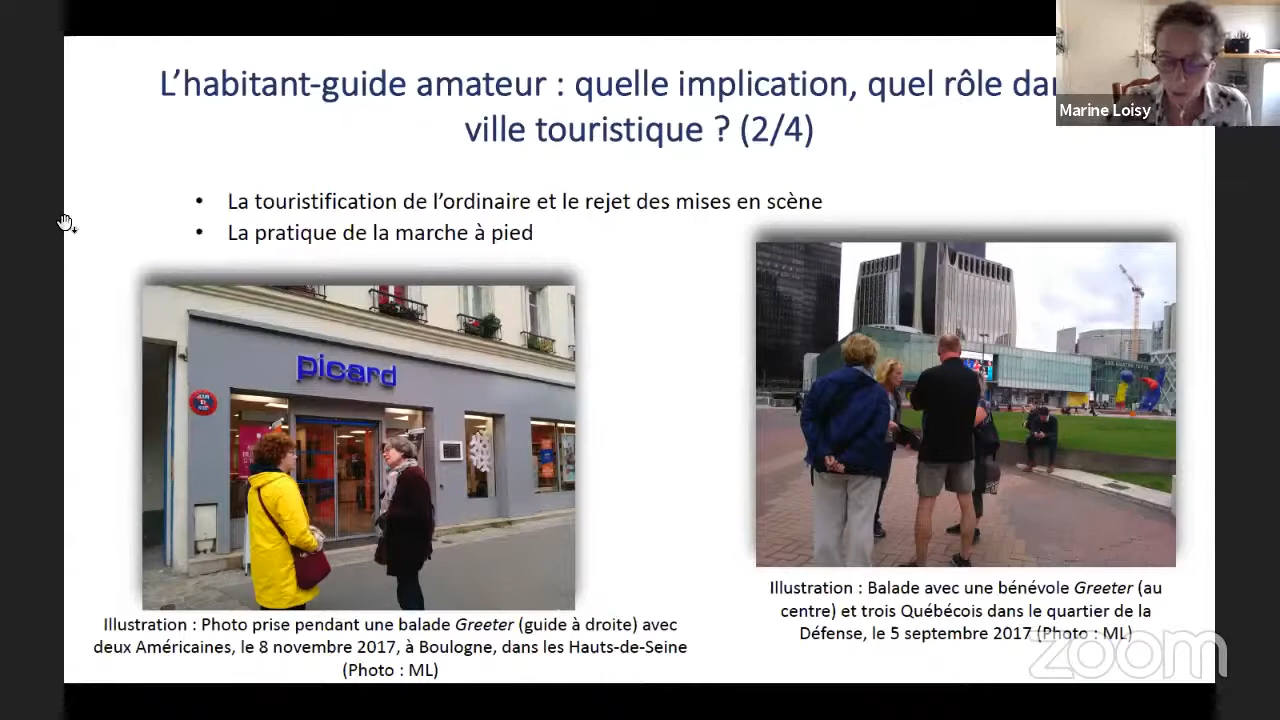 L’habitant-guide amateur : quelle implication, quel rôle
ville touristique ? (2/4)
Marine Loisy
• La touristification de l’ordinaire et le rejet des mises en scène
• La pratique de la marche à pied
picard
Illustration : Photo prise pendant une balade Greeter (guide à droite) avec
deux Américaines, le 8 novembre 2017, à Boulogne, dans les Hauts-de-Seine
(Photo : ML)
Illustration : Balade avec une bénévole Greeter (au
centre) et trois Québécois dans le quartier de la
Défense, le 5 septembre 2017 (Photo : ML)
zoom